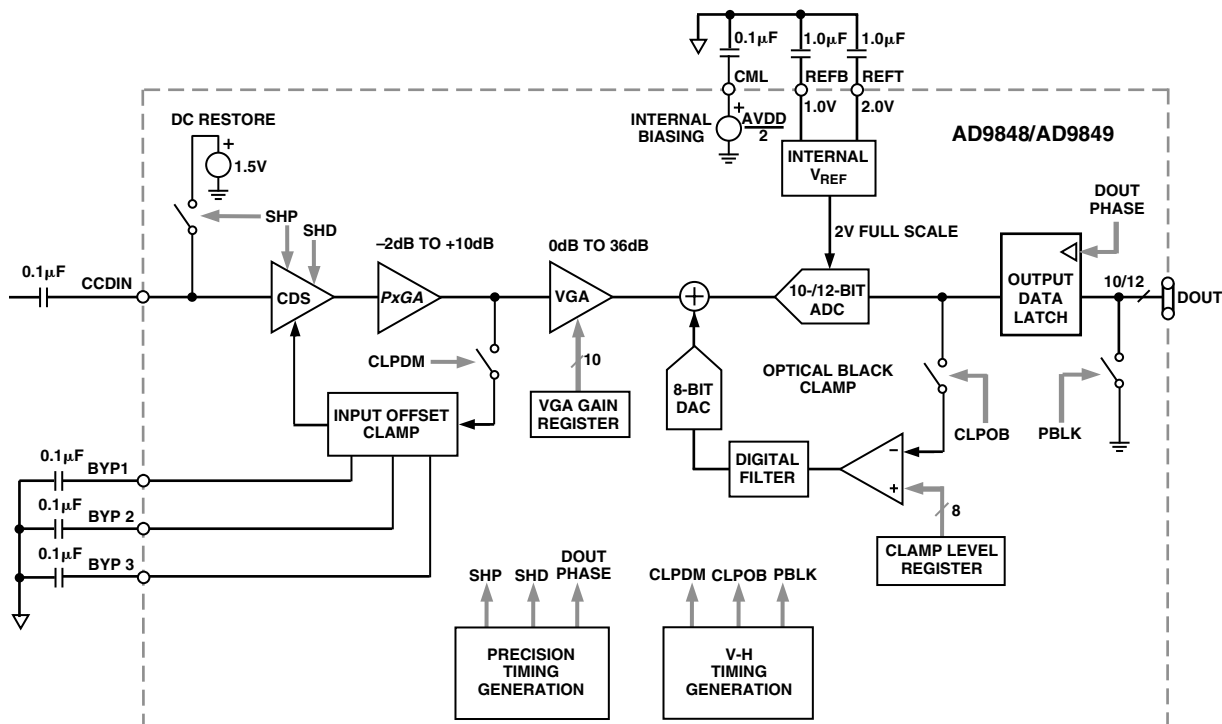 0.1µF
1.0µF
1.0µF
CML
REFB
REFT
1.0V
2.0V
DC RESTORE
+
1.5V
INTERNAL
BIASING
+
AVDD
2
INTERNAL
VREF
AD9848/AD9849
DOUT
PHASE
SHP
SHD
–2dB TO +10dB
0dB TO 36dB
2V FULL SCALE
0.1µF
CCDIN
CDS
PxGA
VGA
+
10-/12-BIT
ADC
OUTPUT
DATA
LATCH
10/12
DOUT
CLPDM
10
8-BIT
DAC
OPTICAL BLACK
CLAMP
CLPOB
PBLK
INPUT OFFSET
CLAMP
VGA GAIN
REGISTER
DIGITAL
FILTER
–
+
8
CLAMP LEVEL
REGISTER
0.1µF
BYP1
0.1µF
BYP 2
0.1µF
BYP 3
SHP
SHD
DOUT
PHASE
CLPDM
CLPOB
PBLK
PRECISION
TIMING
GENERATION
V-H
TIMING
GENERATION